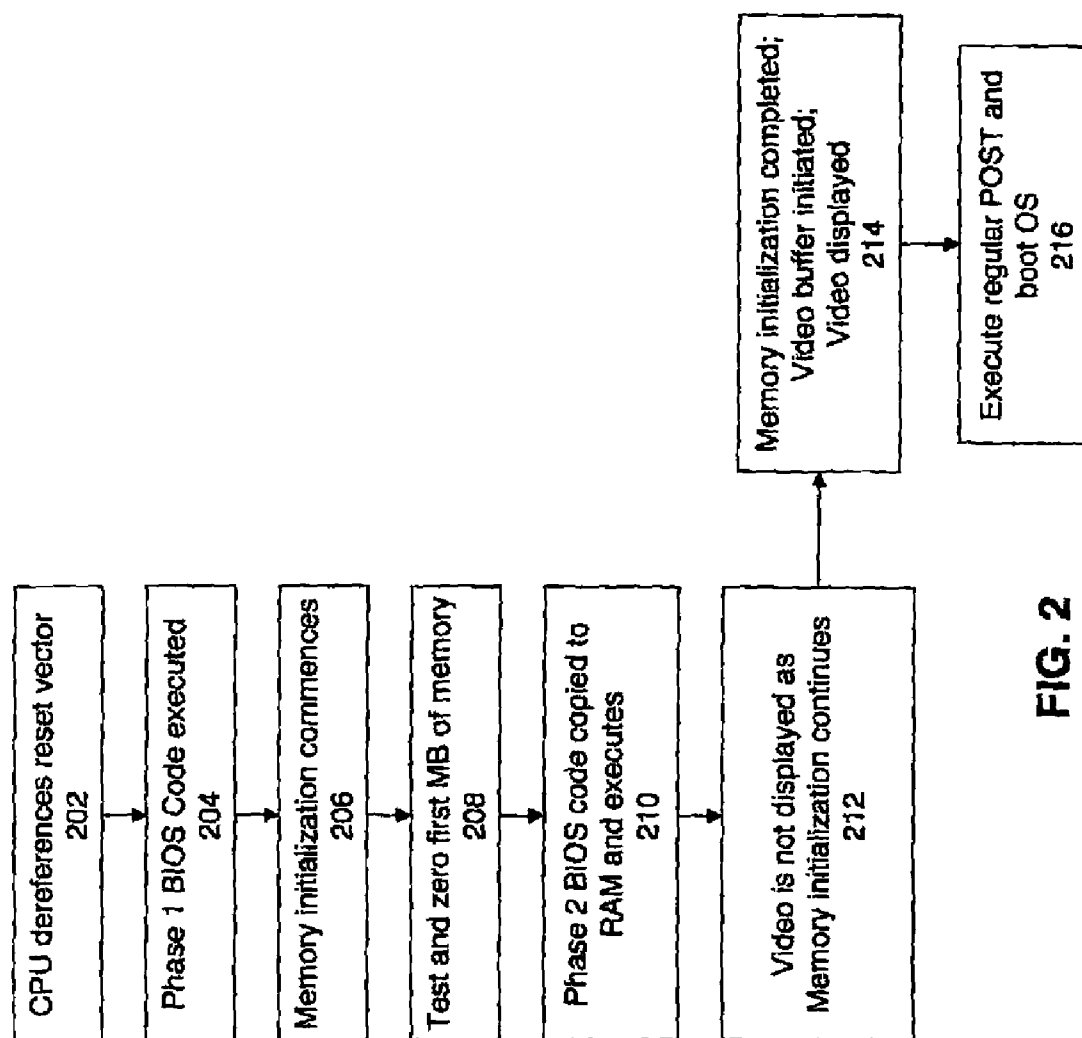 CPU dereferences reset vector
202
Phase 1 BIOS Code executed
204
Memory initialization commences
206
Test and zero first MB of memory
208
Phase 2 BIOS code copied to
RAM and executes
210
Video is not displayed as
Memory initialization continues
212
Memory initialization completed;
Video buffer initiated;
Video displayed
214
Execute regular POST and
boot OS
216
FIG. 2